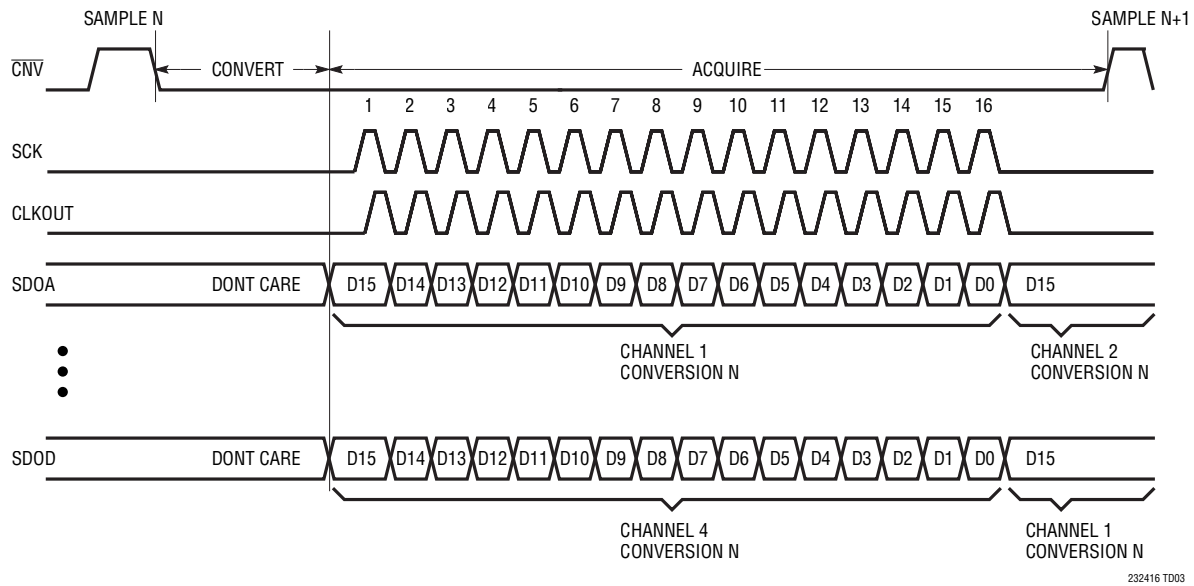 SAMPLE N SAMPLE N+1
CNV CONVERT ACQUIRE
1 2 3 4 5 6 7 8 9 10 11 12 13 14 15 16
SCK
CLKOUT
SDOA DONT CARE D15 D14 D13 D12 D11 D10 D9 D8 D7 D6 D5 D4 D3 D2 D1 D0 D15
CHANNEL 1
CONVERSION N
CHANNEL 2
CONVERSION N
SDOD DONT CARE D15 D14 D13 D12 D11 D10 D9 D8 D7 D6 D5 D4 D3 D2 D1 D0 D15
CHANNEL 4
CONVERSION N
CHANNEL 1
CONVERSION N
232416 TD03